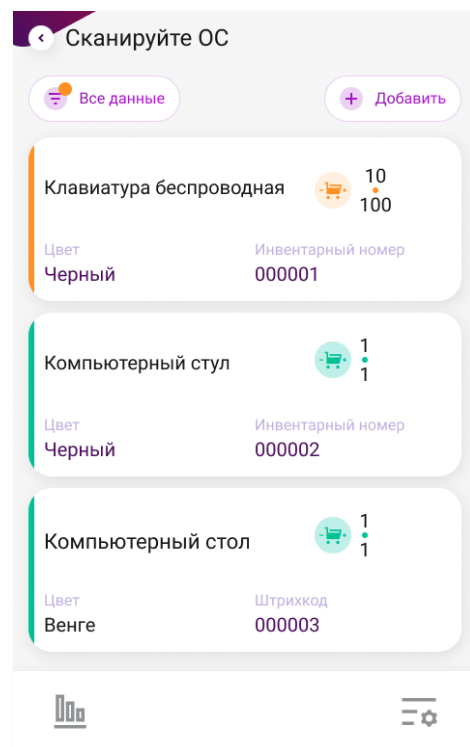 Сканируйте ОС
Все данные
Добавить
Клавиатура беспроводная
10
100
Цвет
Инвентарный номер
Черный
000001
Компьютерный стул
1
1
Цвет
Инвентарный номер
Черный
000002
Компьютерный стол
1
1
Цвет
Штрихкод
Венге
000003